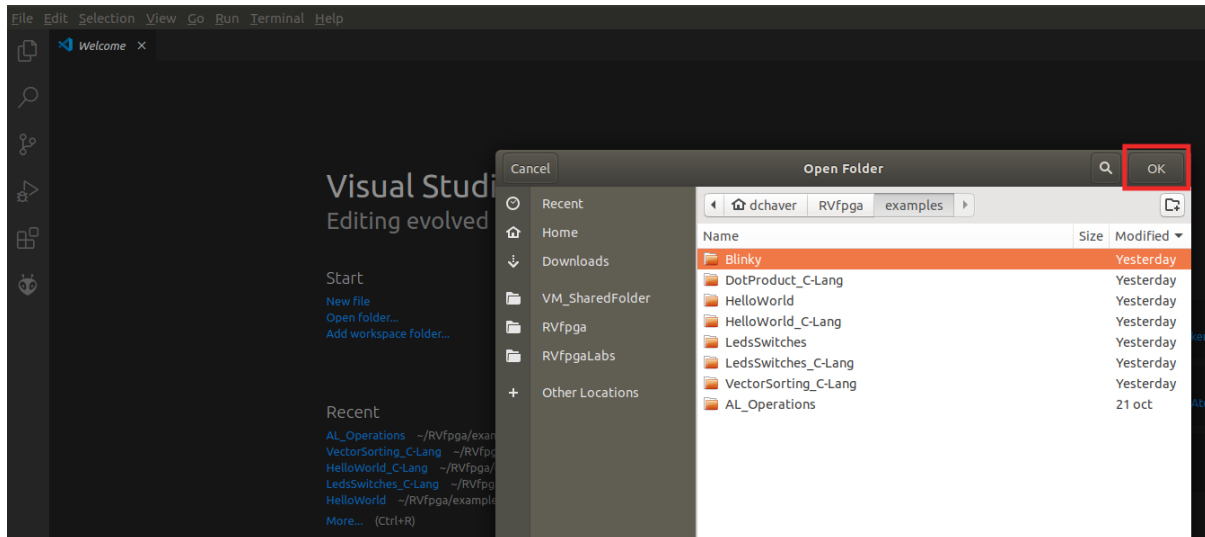 File Edit Selection View Go Run Terminal Help
Welcome
Visual Studi
Editing evolved
Start
New file
Open folder...
Add workspace folder...
Recent
AL_Operations ~/RVfpga/exan
VectorSorting_C-Lang ~/RVfpg
HelloWorld_C-Lang ~/RVfpga/
LedsSwitches_C-Lang ~/RVfpg
HelloWorld ~/RVfpga/example
More... (Ctrl+R)
Cancel Open Folder OK
Recent
Home
Downloads
VM_SharedFolder
RVfpga
RVfpgaLabs
Other Locations
dchaver RVfpga examples
Name Size Modified
Blinky Yesterday
DotProduct_C-Lang Yesterday
HelloWorld Yesterday
HelloWorld_C-Lang Yesterday
LedsSwitches Yesterday
LedsSwitches_C-Lang Yesterday
VectorSorting_C-Lang Yesterday
AL_Operations 21 oct